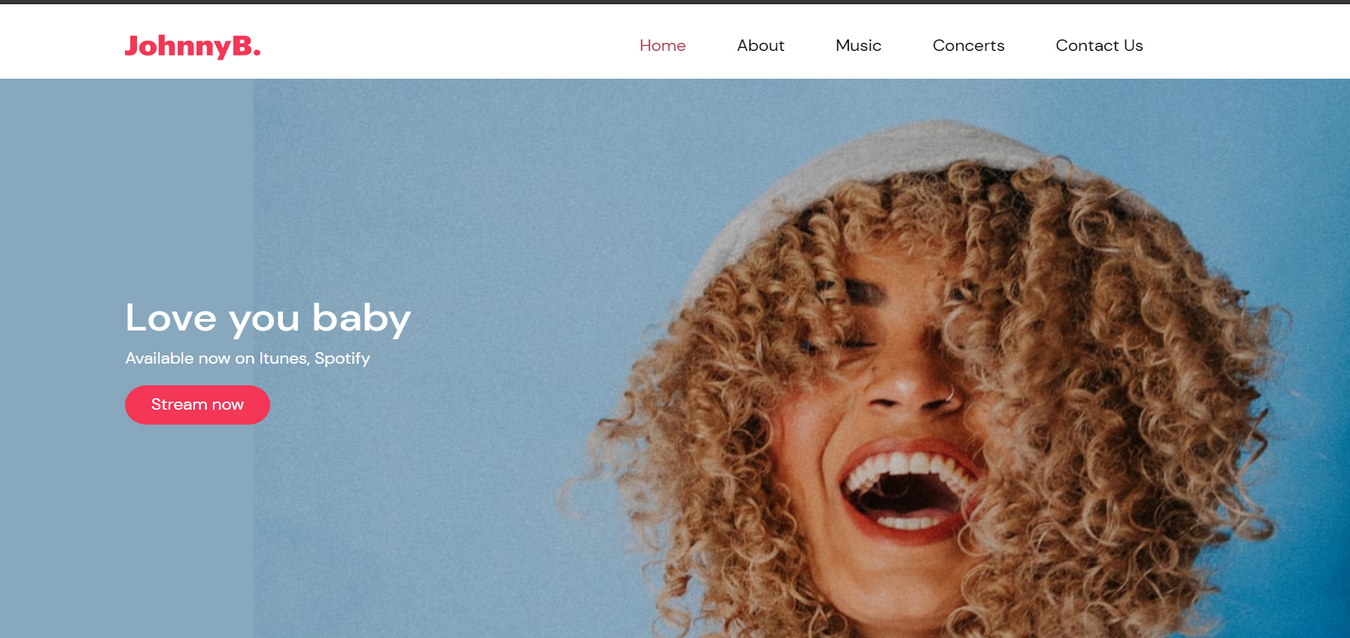 JohnnyB.
Home About Music Concerts Contact Us
Love you baby
Available now on Itunes, Spotify
Stream now